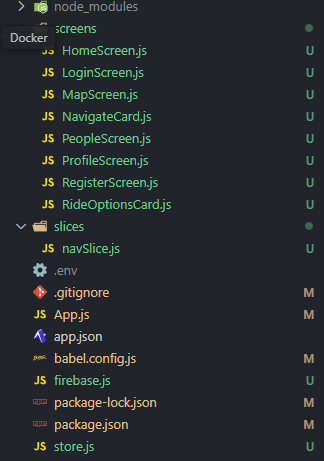 node_modules
screens
Docker
JS HomeScreen.js U
JS LoginScreen.js U
JS MapScreen.js U
JS NavigateCard.js U
JS PeopleScreen.js U
JS ProfileScreen.js U
JS RegisterScreen.js U
JS RideOptionsCard.js U
slices
JS navSlice.js U
.env
.gitignore M
JS App.js M
app.json
babel.config.js M
JS firebase.js U
package-lock.json M
package.json M
JS store.js U